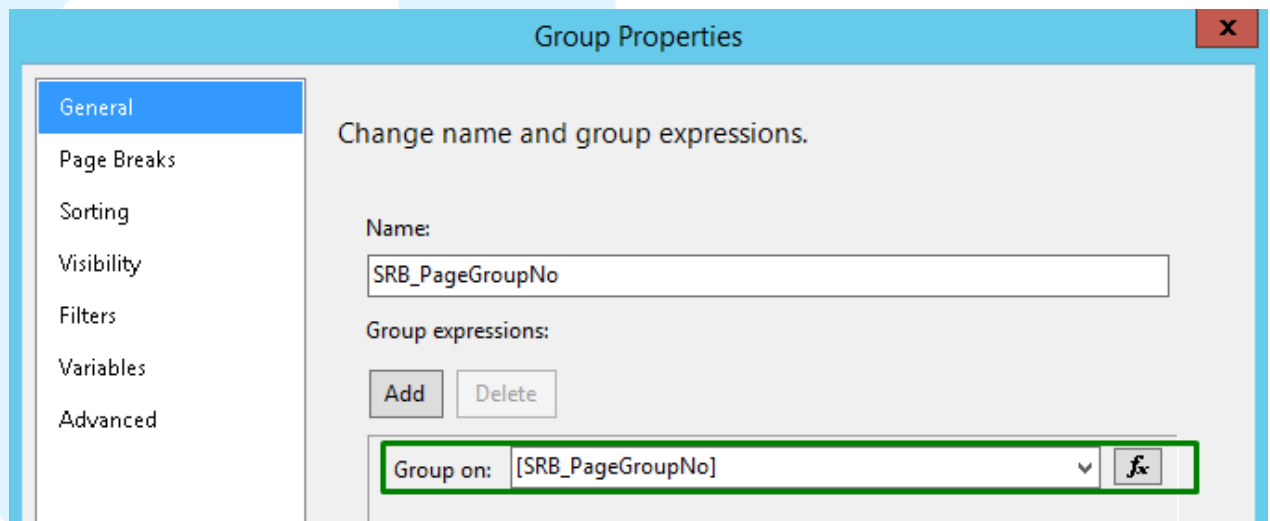 Group Properties
x
General
Page Breaks
Sorting
Visibility
Filters
Variables
Advanced
Change name and group expressions.
Name:
SRB_PageGroupNo
Group expressions:
Add Delete
Group on: [SRB_PageGroupNo] fx